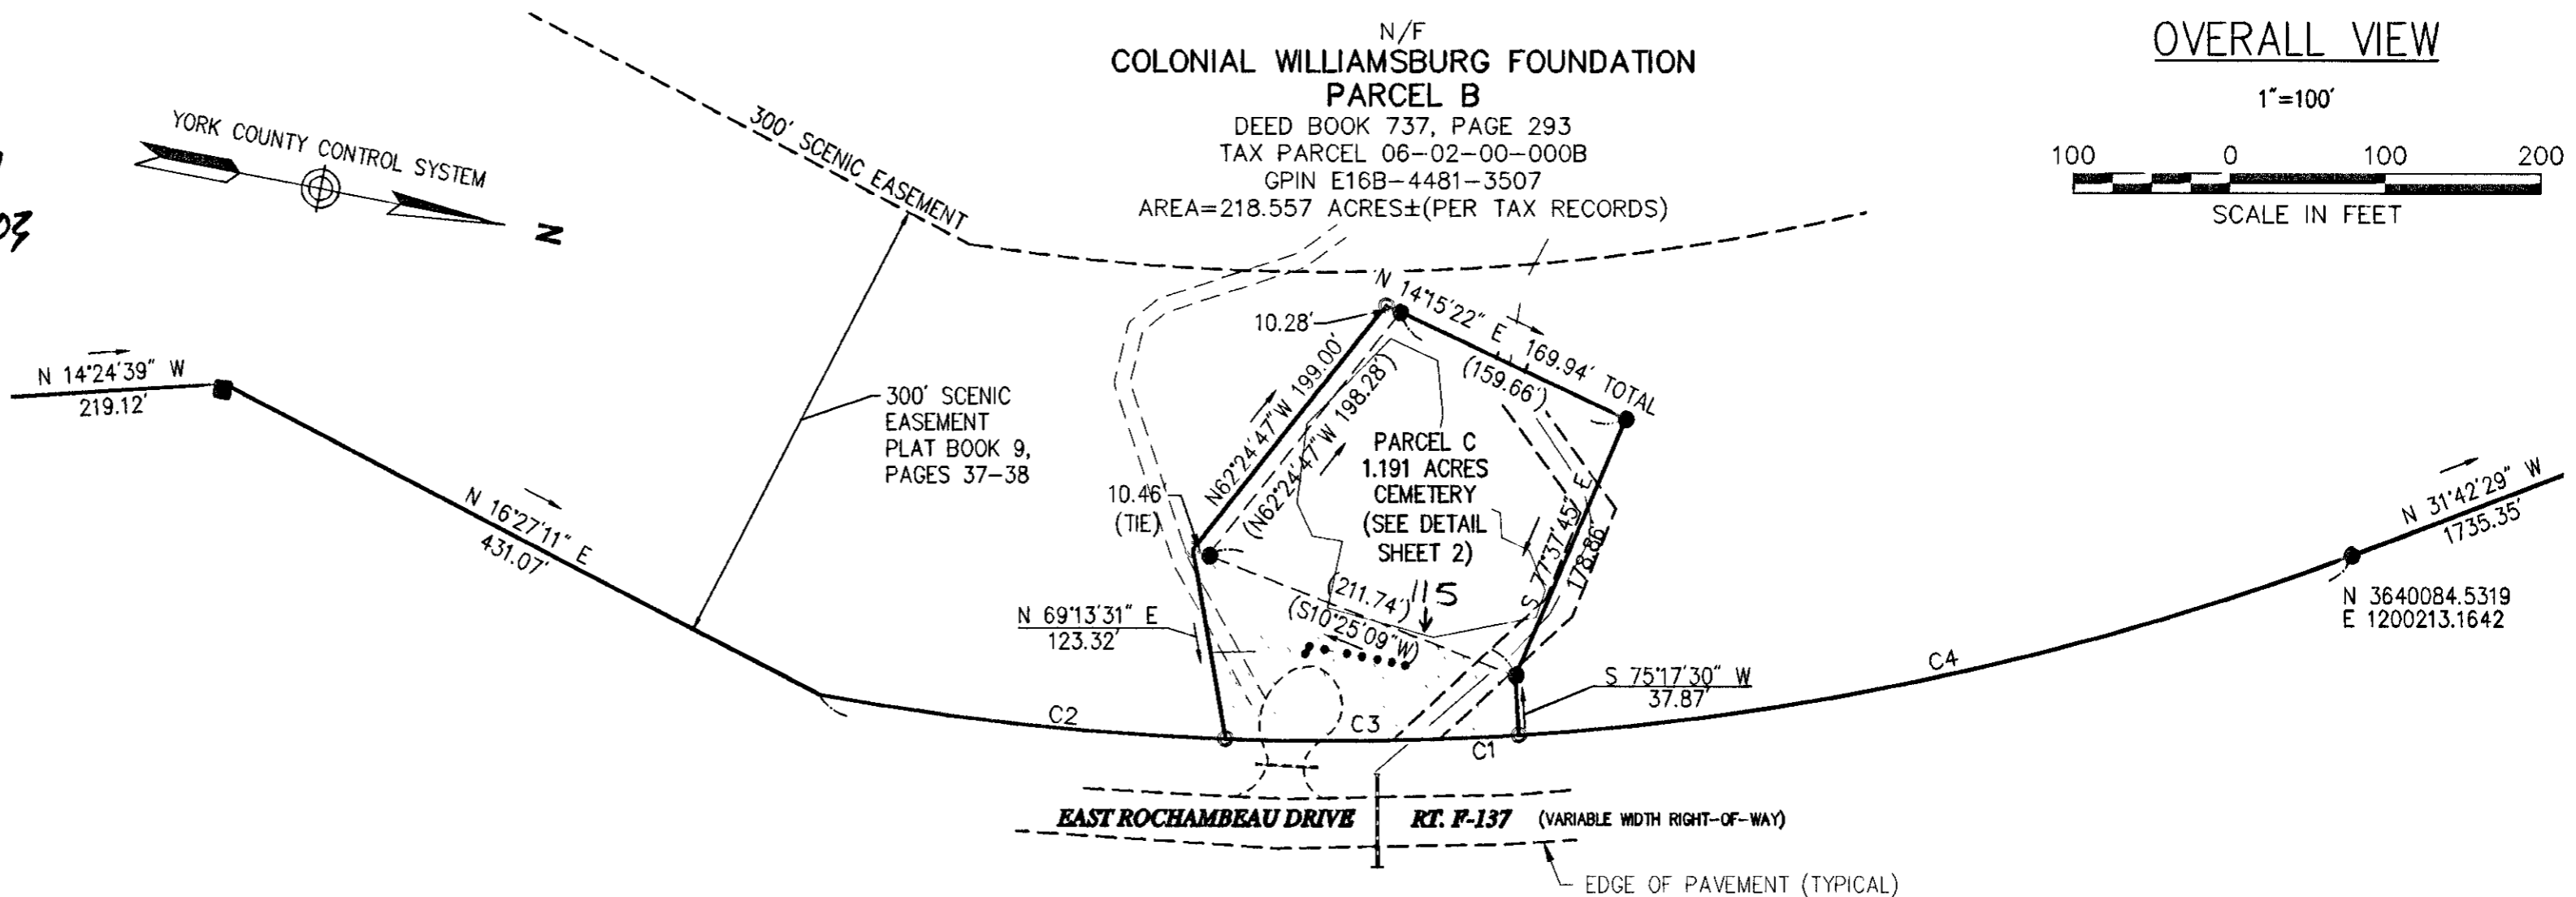 N/F
COLONIAL WILLIAMSBURG FOUNDATION
PARCEL B
DEED BOOK 737, PAGE 293
TAX PARCEL 06-02-00-000B
GPIN E16B-4481-3507
AREA=218.557 ACRES±(PER TAX RECORDS)
OVERALL VIEW
1"=100'
100 0 100 200
SCALE IN FEET
YORK COUNTY CONTROL SYSTEM
N
300' SCENIC EASEMENT
N 14°24'39" W
219.12'
300' SCENIC
EASEMENT
PLAT BOOK 9,
PAGES 37-38
N 16°27'11" E
431.07'
10.28'
N 14°15'22" E
169.94' TOTAL
(159.66')
N62°24'47"W 199.00'
(N62°24'47"W 198.28')
10.46'
(TIE)
PARCEL C
1.191 ACRES
CEMETERY
(SEE DETAIL
SHEET 2)
S 77°37'45" E
178.86'
(211.74')
115
(S10°25'09"W)
N 69°13'31" E
123.32'
S 75°17'30" W
37.87'
N 31°42'29" W
1735.35'
N 3640084.5319
E 1200213.1642
C2
C3
C1
C4
EAST ROCHAMBEAU DRIVE RT. F-137 (VARIABLE WIDTH RIGHT-OF-WAY)
EDGE OF PAVEMENT (TYPICAL)